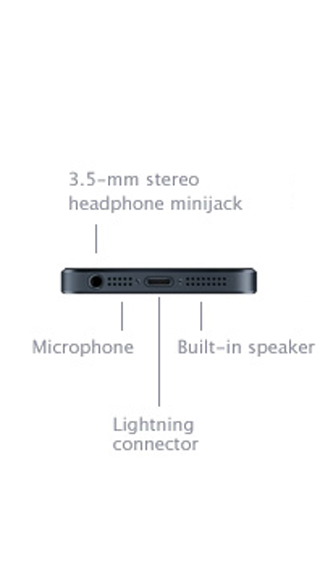 3.5-mm stereo
headphone minijack
Microphone
Built-in speaker
Lightning
connector